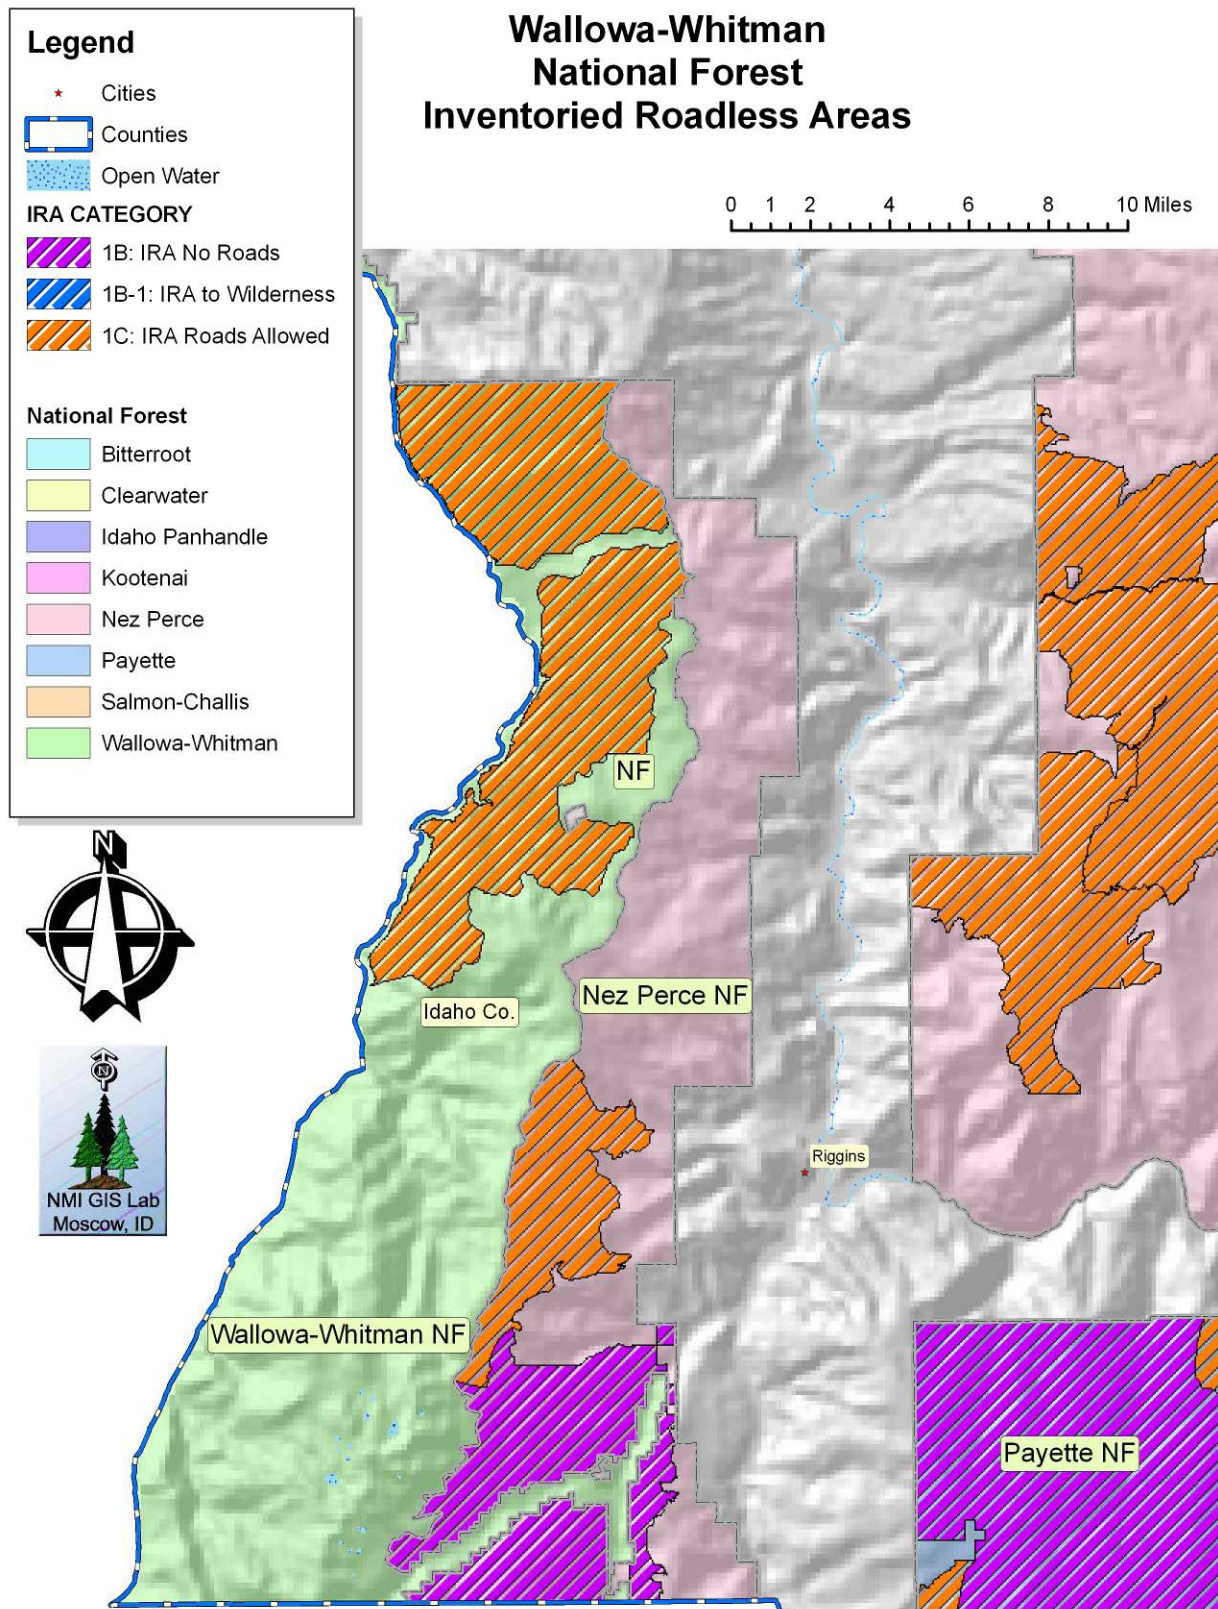 Wallowa-Whitman
National Forest
Inventoried Roadless Areas
Legend
Cities
Counties
Open Water
IRA CATEGORY
1B: IRA No Roads
1B-1: IRA to Wilderness
1C: IRA Roads Allowed
National Forest
Bitterroot
Clearwater
Idaho Panhandle
Kootenai
Nez Perce
Payette
Salmon-Challis
Wallowa-Whitman
0 1 2 4 6 8 10 Miles
N
N
NMI GIS Lab
Moscow, ID
NF
Nez Perce NF
Idaho Co.
Riggins
Wallowa-Whitman NF
Payette NF